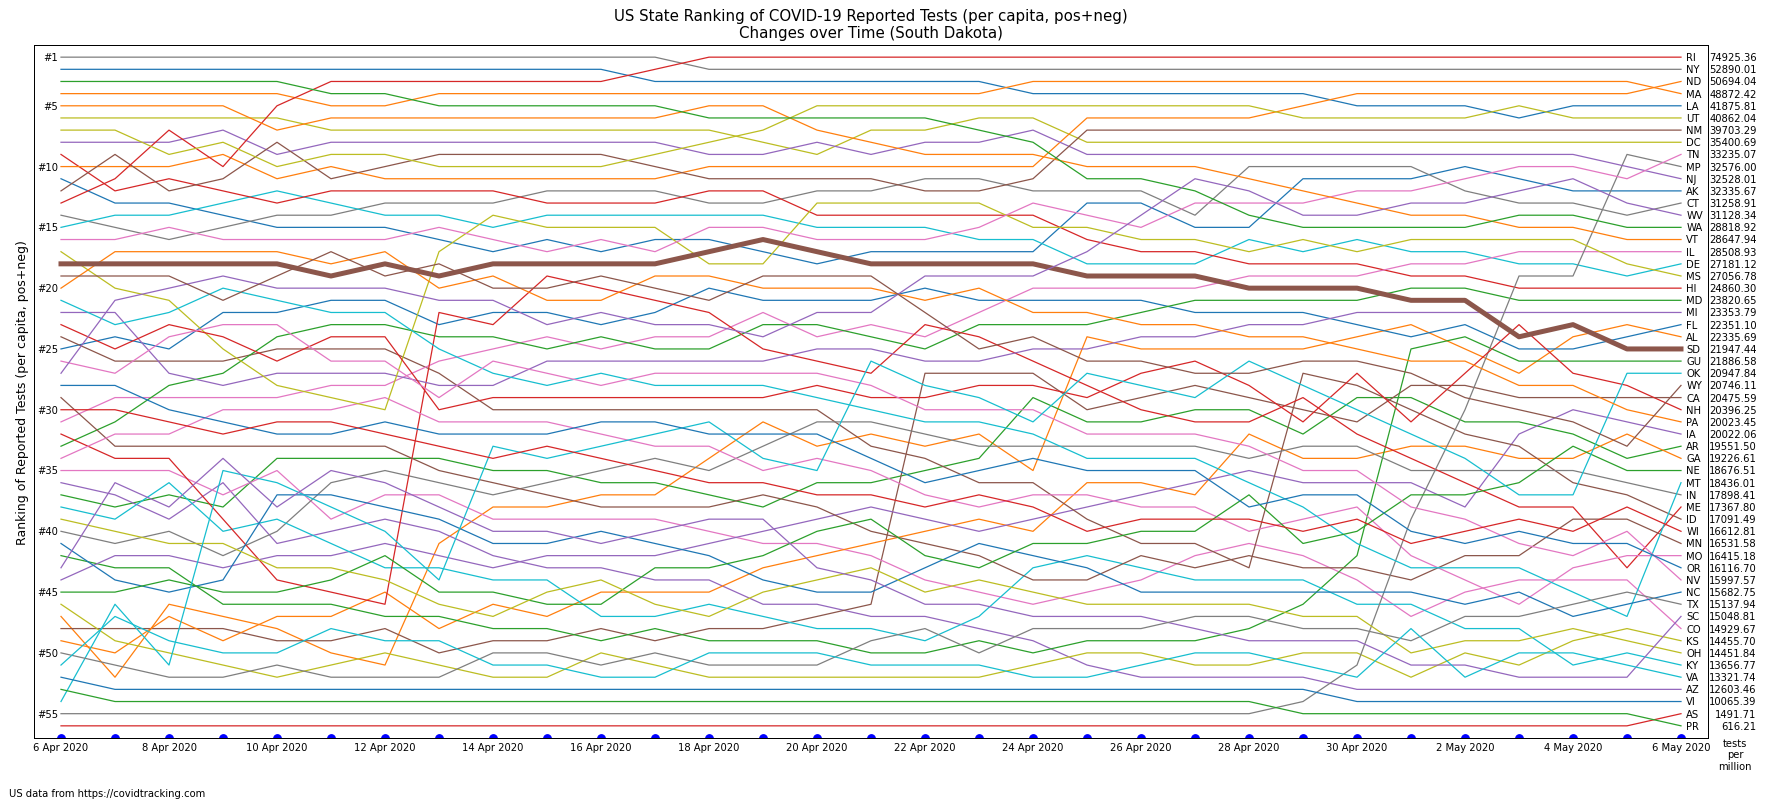 US State Ranking of COVID-19 Reported Tests (per capita, pos+neg)
Changes over Time (South Dakota)
Ranking of Reported Tests (per capita, pos+neg)
#1
#5
#10
#15
#20
#25
#30
#35
#40
#45
#50
#55
RI 74925.36
NY 52890.01
ND 50694.04
MA 48872.42
LA 41875.81
UT 40862.04
NM 39703.29
DC 35400.69
TN 33235.07
MP 32576.00
NJ 32528.01
AK 32335.67
CT 31258.91
WV 31128.34
WA 28818.92
VT 28647.94
IL 28508.93
DE 27181.12
MS 27056.78
HI 24860.30
MD 23820.65
MI 23353.79
FL 22351.10
AL 22335.69
SD 21947.44
GU 21886.58
OK 20947.84
WY 20746.11
CA 20475.59
NH 20396.25
PA 20023.45
IA 20022.06
AR 19551.50
GA 19226.61
NE 18676.51
MT 18436.01
IN 17898.41
ME 17367.80
ID 17091.49
WI 16612.81
MN 16531.58
MO 16415.18
OR 16116.70
NV 15997.57
NC 15682.75
TX 15137.94
SC 15048.81
CO 14929.67
KS 14455.70
OH 14451.84
KY 13656.77
VA 13321.74
AZ 12603.46
VI 10065.39
AS 1491.71
PR 616.21
6 Apr 2020 8 Apr 2020 10 Apr 2020 12 Apr 2020 14 Apr 2020 16 Apr 2020 18 Apr 2020 20 Apr 2020 22 Apr 2020 24 Apr 2020 26 Apr 2020 28 Apr 2020 30 Apr 2020 2 May 2020 4 May 2020 6 May 2020
tests
per
million
US data from https://covidtracking.com